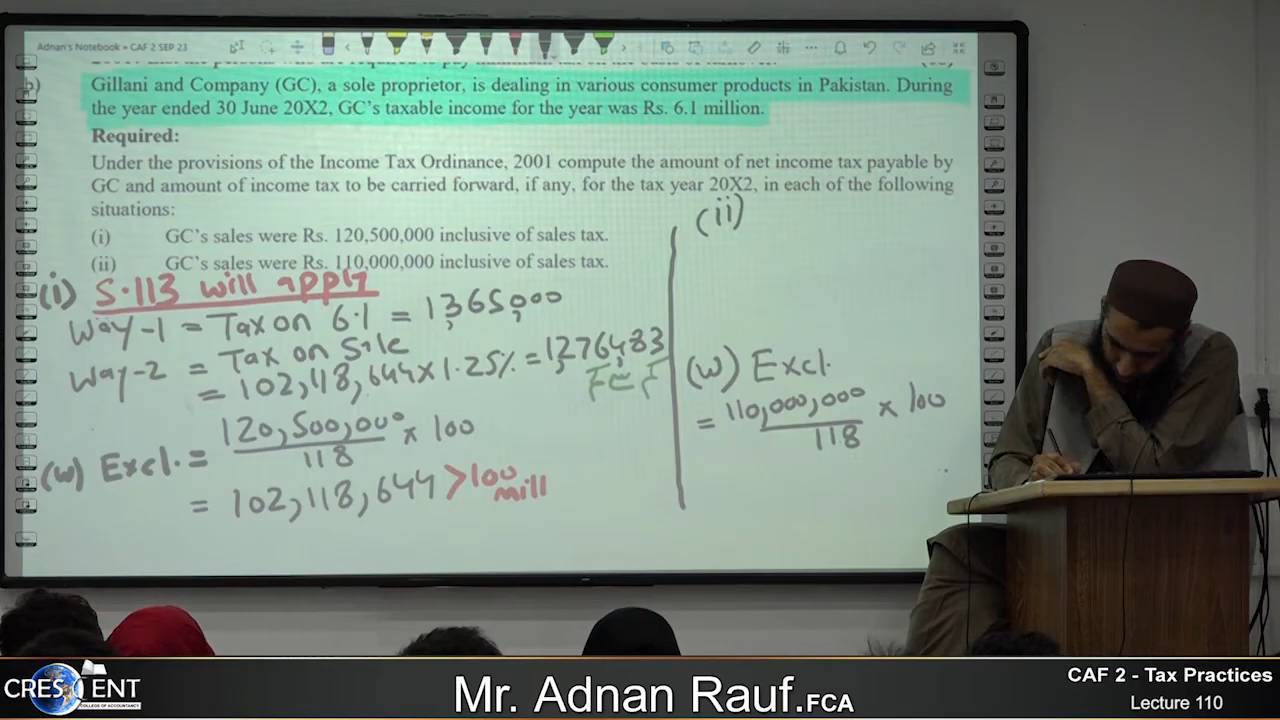 Adnan's Notebook » CAF 2 SEP 23
Gillani and Company (GC), a sole proprietor, is dealing in various consumer products in Pakistan. During
the year ended 30 June 20X2, GC's taxable income for the year was Rs. 6.1 million.
Required:
Under the provisions of the Income Tax Ordinance, 2001 compute the amount of net income tax payable by
GC and amount of income tax to be carried forward, if any, for the tax year 20X2, in each of the following
situations:
(i) GC's sales were Rs. 120,500,000 inclusive of sales tax.
(ii) GC's sales were Rs. 110,000,000 inclusive of sales tax.
(i) S.113 will apply
Way-1 = Tax on 6.1 = 1,365,000
Way-2 = Tax on Sale
= 102,118,644 × 1.25% = 1,276,483
(w) Excl. = 120,500,000 / 118 × 100
= 102,118,644 > 100 mill
(ii)
(w) Excl.
= 110,000,000 / 118 × 100
CRESCENT
COLLEGE OF ACCOUNTANCY
Mr. Adnan Rauf.FCA
CAF 2 - Tax Practices
Lecture 110